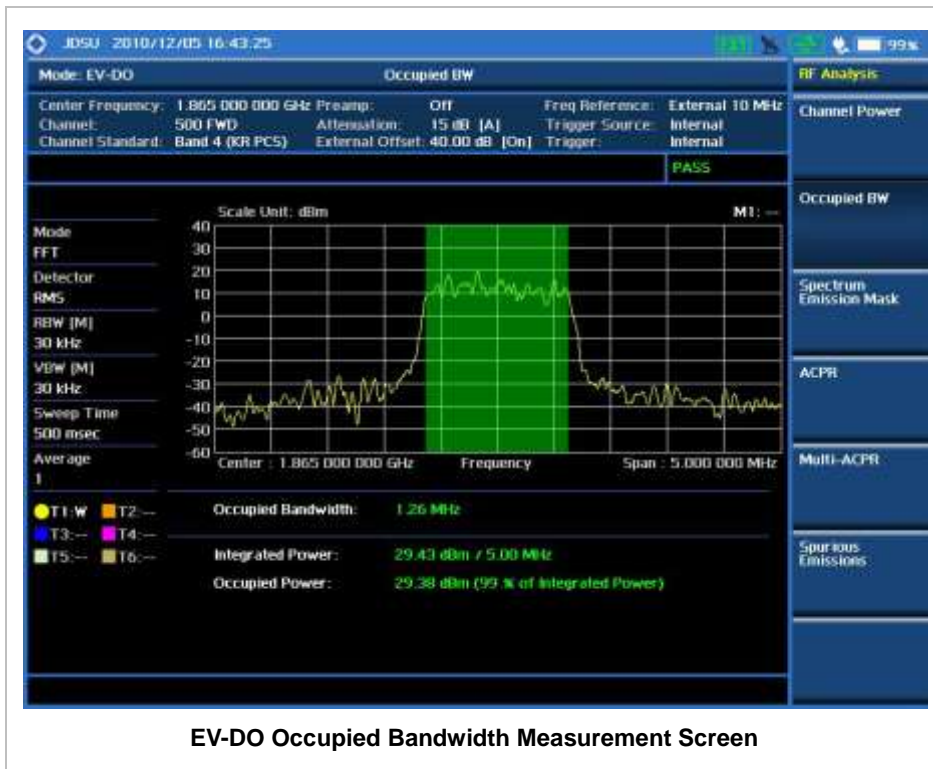 JDSU 2010/12/05 16:43:25
99%
Mode: EV-DO Occupied BW
RF Analysis
Center Frequency: 1.865 000 000 GHz Preamp: Off Freq Reference: External 10 MHz
Channel: 500 FWD Attenuation: 15 dB [A] Trigger Source: Internal
Channel Standard: Band 4 (KR PCS) External Offset: 40.00 dB [On] Trigger: Internal
PASS
Channel Power
Occupied BW
Spectrum
Emission Mask
ACPR
Multi-ACPR
Spurious
Emissions
Mode
FFT
Detector
RMS
RBW [M]
30 kHz
VBW [M]
30 kHz
Sweep Time
500 msec
Average
1
T1:W T2:--
T3:-- T4:--
T5:-- T6:--
Scale Unit: dBm M1: --
40
30
20
10
0
-10
-20
-30
-40
-50
-60
Center : 1.865 000 000 GHz Frequency Span : 5.000 000 MHz
Occupied Bandwidth: 1.26 MHz
Integrated Power: 29.43 dBm / 5.00 MHz
Occupied Power: 29.38 dBm (99 % of Integrated Power)
EV-DO Occupied Bandwidth Measurement Screen